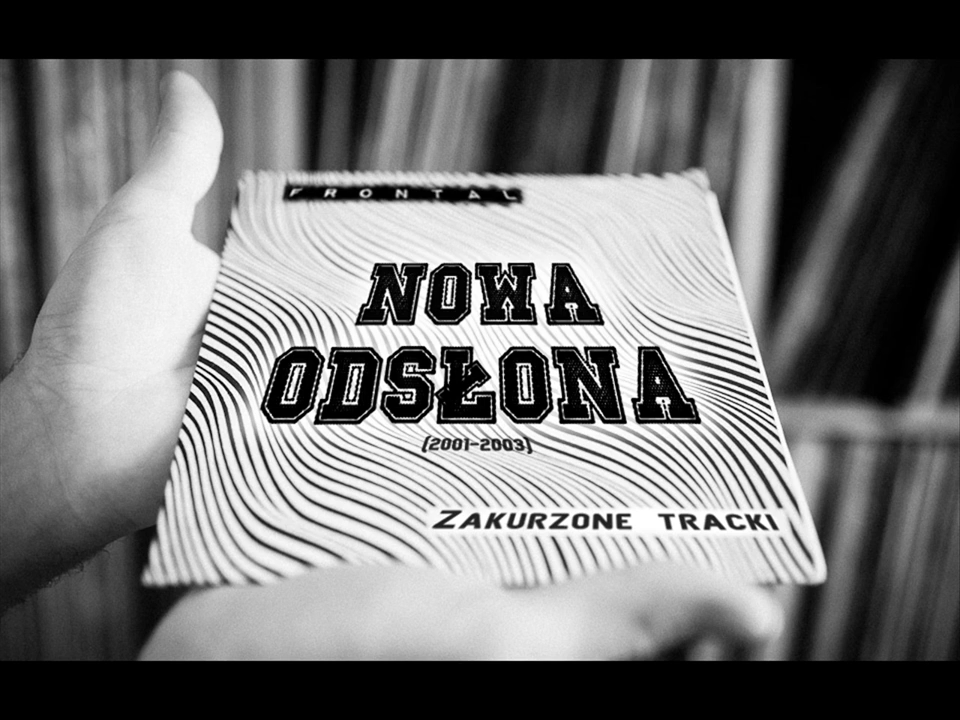 FRONTAL
NOWA
ODSŁONA
(2001-2003)
ZAKURZONE TRACKI